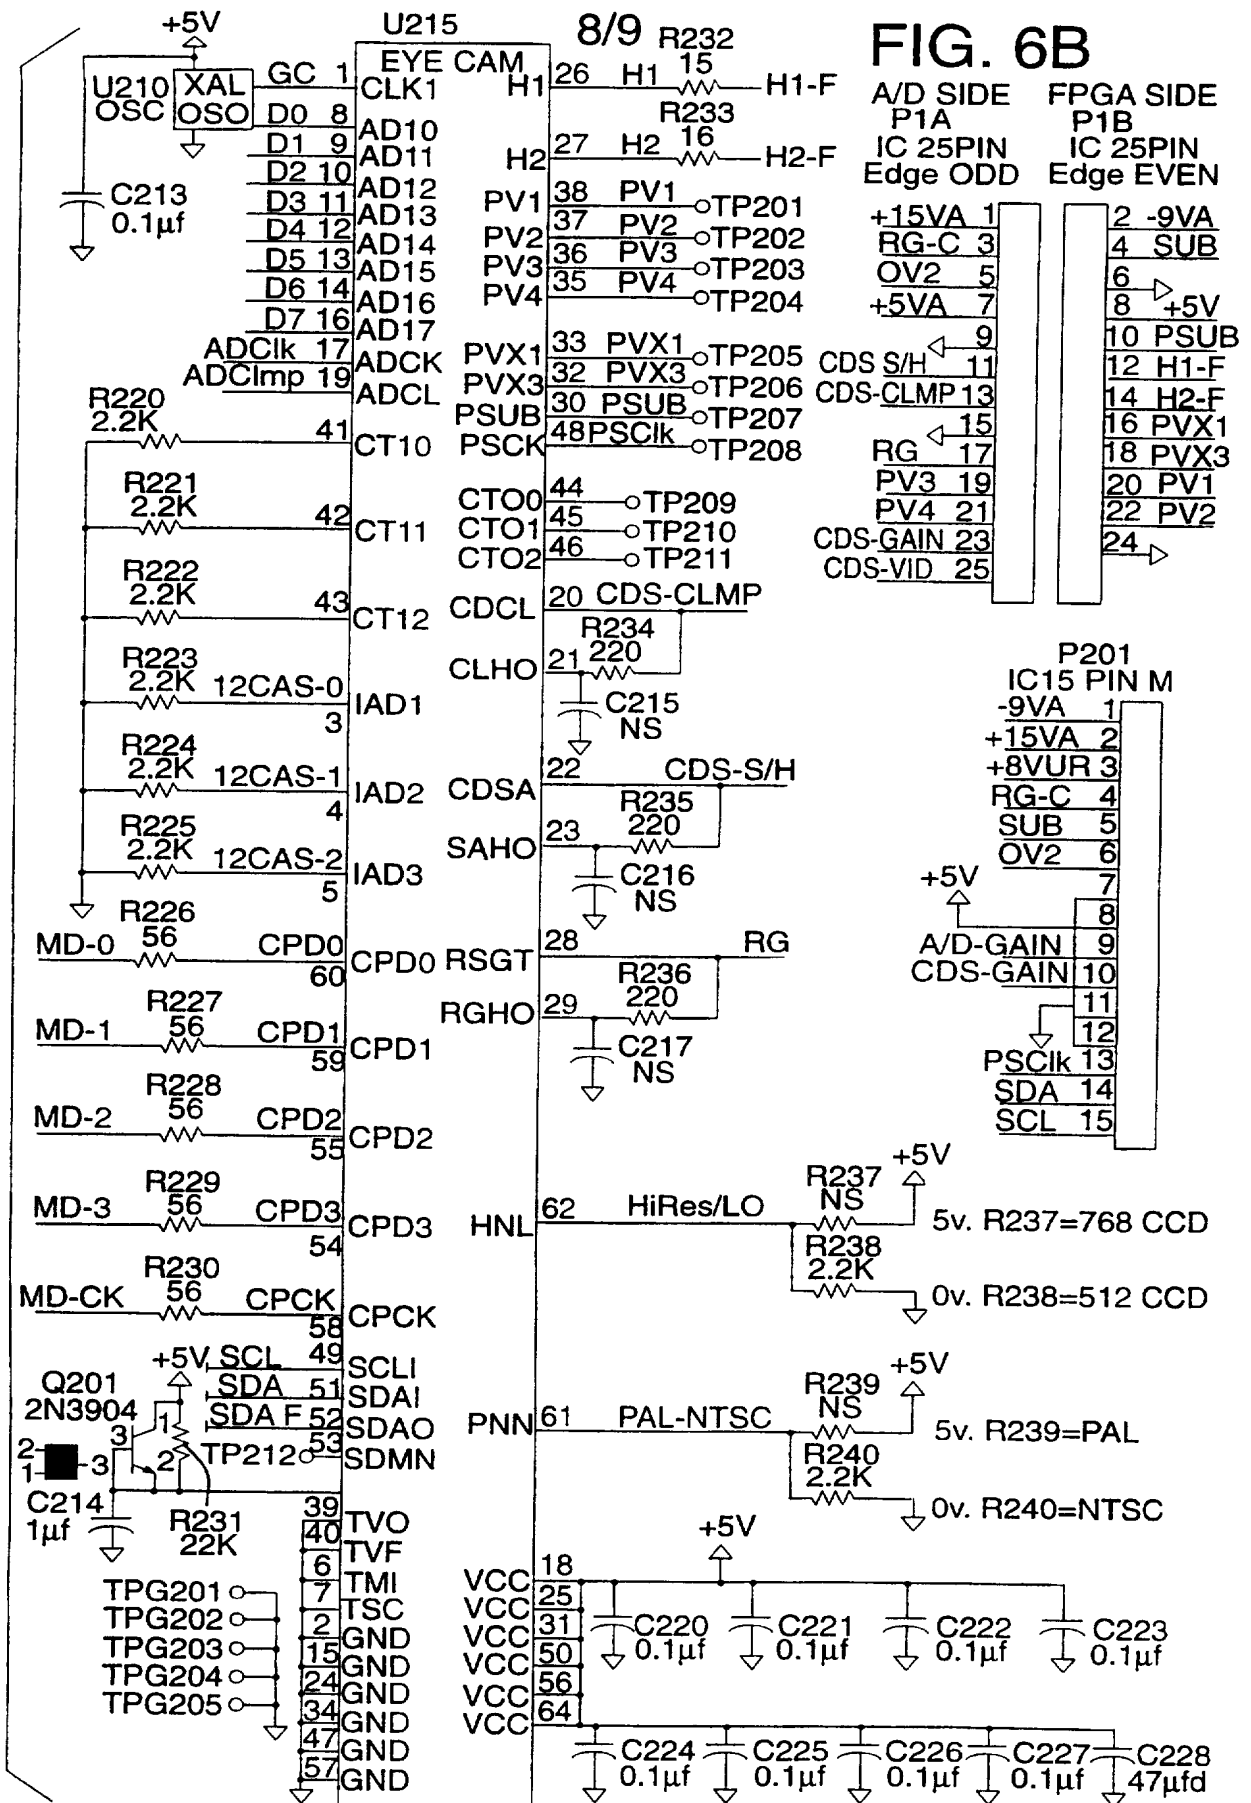 8/9
FIG. 6B
+5V
U210
OSC
XAL
OSO
C213
0.1µf
U215
EYE CAM
GC 1 CLK1
D0 8 AD10
D1 9 AD11
D2 10 AD12
D3 11 AD13
D4 12 AD14
D5 13 AD15
D6 14 AD16
D7 16 AD17
ADClk 17 ADCK
ADClmp 19 ADCL
R220
2.2K
41 CT10
R221
2.2K
42 CT11
R222
2.2K
43 CT12
R223
2.2K
12CAS-0
3 IAD1
R224
2.2K
12CAS-1
4 IAD2
R225
2.2K
12CAS-2
5 IAD3
R226
MD-0 56 CPD0
60 CPD0
R227
MD-1 56 CPD1
59 CPD1
R228
MD-2 56 CPD2
55 CPD2
R229
MD-3 56 CPD3
54 CPD3
R230
MD-CK 56 CPCK
58 CPCK
+5V
SCL 49 SCLI
SDA 51 SDAI
SDA F 52 SDAO
TP212 53 SDMN
Q201
2N3904
1
3
2
2
1
3
C214
1µf
R231
22K
39 TVO
40 TVF
6 TMI
7 TSC
2 GND
15 GND
24 GND
34 GND
47 GND
57 GND
TPG201
TPG202
TPG203
TPG204
TPG205
R232
H1 26 H1 15 H1-F
R233
H2 27 H2 16 H2-F
PV1 38 PV1 TP201
PV2 37 PV2 TP202
PV3 36 PV3 TP203
PV4 35 PV4 TP204
PVX1 33 PVX1 TP205
PVX3 32 PVX3 TP206
PSUB 30 PSUB TP207
PSCK 48 PSClk TP208
CTO0 44 TP209
CTO1 45 TP210
CTO2 46 TP211
CDCL 20 CDS-CLMP
R234
CLHO 21 220
C215
NS
CDSA 22 CDS-S/H
R235
SAHO 23 220
C216
NS
RSGT 28 RG
R236
RGHO 29 220
C217
NS
HNL 62 HiRes/LO
R237
NS
+5V
5v. R237=768 CCD
R238
2.2K
0v. R238=512 CCD
PNN 61 PAL-NTSC
R239
NS
+5V
5v. R239=PAL
R240
2.2K
0v. R240=NTSC
+5V
VCC 18
VCC 25
VCC 31
VCC 50
VCC 56
VCC 64
C220
0.1µf
C221
0.1µf
C222
0.1µf
C223
0.1µf
C224
0.1µf
C225
0.1µf
C226
0.1µf
C227
0.1µf
C228
47µfd
A/D SIDE
P1A
IC 25PIN
Edge ODD
+15VA 1
RG-C 3
OV2 5
+5VA 7
9
CDS S/H 11
CDS-CLMP 13
15
RG 17
PV3 19
PV4 21
CDS-GAIN 23
CDS-VID 25
FPGA SIDE
P1B
IC 25PIN
Edge EVEN
2 -9VA
4 SUB
6
8 +5V
10 PSUB
12 H1-F
14 H2-F
16 PVX1
18 PVX3
20 PV1
22 PV2
24
P201
IC15 PIN M
-9VA 1
+15VA 2
+8VUR 3
RG-C 4
SUB 5
OV2 6
7
+5V
8
A/D-GAIN 9
CDS-GAIN 10
11
12
PSClk 13
SDA 14
SCL 15